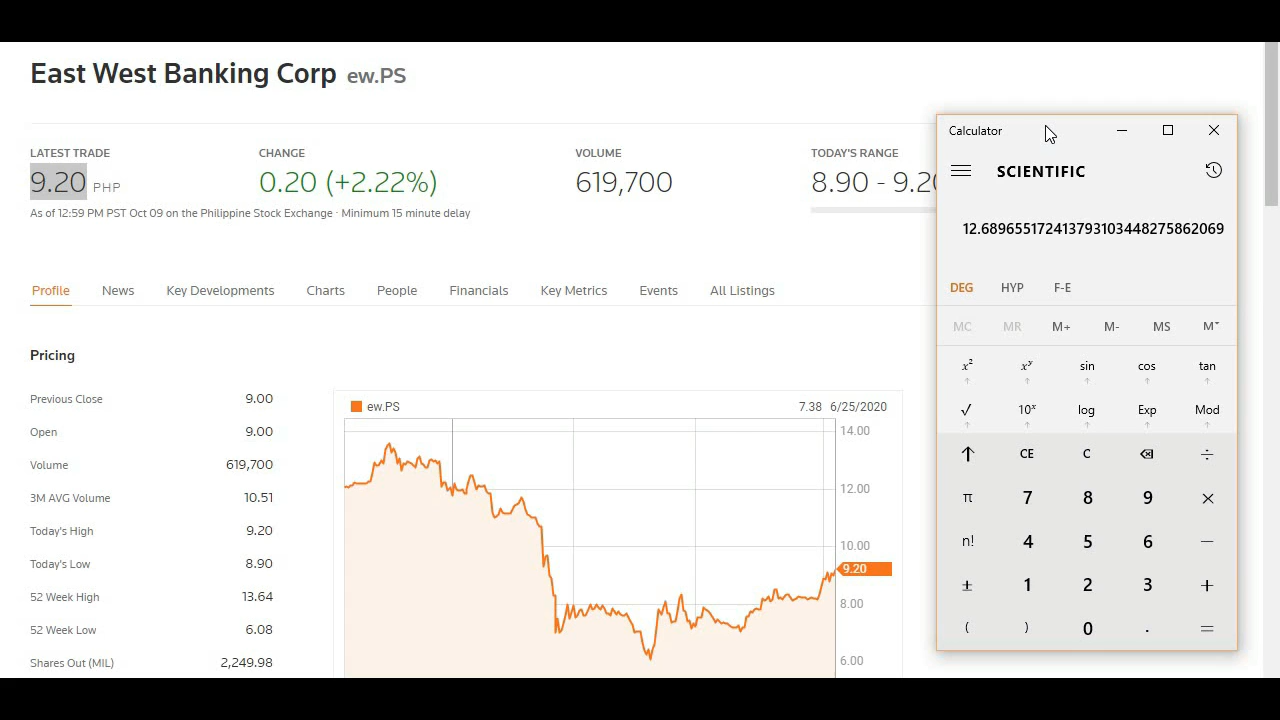 East West Banking Corp ew.PS
LATEST TRADE
9.20 PHP
CHANGE
0.20 (+2.22%)
VOLUME
619,700
TODAY'S RANGE
8.90 - 9.20
As of 12:59 PM PST Oct 09 on the Philippine Stock Exchange · Minimum 15 minute delay
Profile News Key Developments Charts People Financials Key Metrics Events All Listings
Pricing
Previous Close 9.00
Open 9.00
Volume 619,700
3M AVG Volume 10.51
Today's High 9.20
Today's Low 8.90
52 Week High 13.64
52 Week Low 6.08
Shares Out (MIL) 2,249.98
ew.PS 7.38 6/25/2020
14.00
12.00
10.00
9.20
8.00
6.00
Calculator
SCIENTIFIC
12.689655172413793103448275862069
DEG HYP F-E
MC MR M+ M- MS M˅
x² xʸ sin cos tan
√ 10ˣ log Exp Mod
↑ CE C ⌫ ÷
π 7 8 9 ×
n! 4 5 6 −
± 1 2 3 +
( ) 0 . =